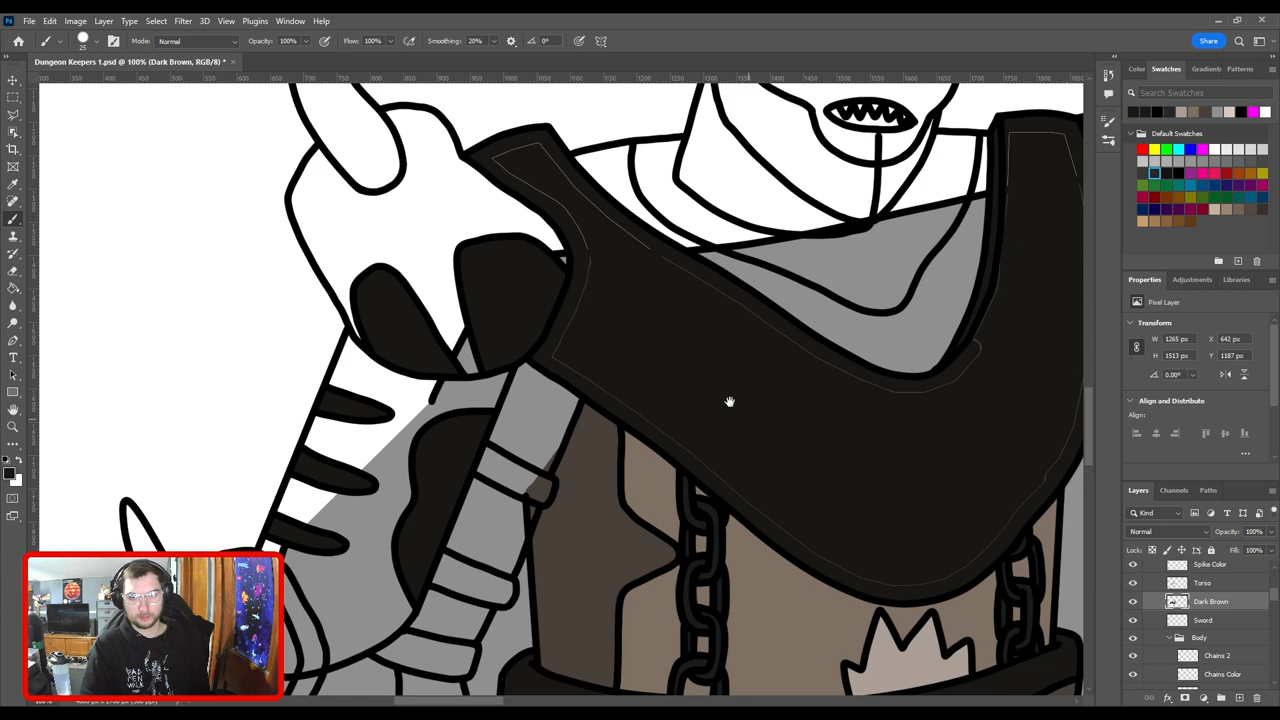 Ps File Edit Image Layer Type Select Filter 3D View Plugins Window Help
25 Mode: Normal Opacity: 100% Flow: 100% Smoothing: 20% 0° Share
Dungeon Keepers 1.psd @ 100% (Dark Brown, RGB/8) *
Color Swatches Gradients Patterns
Search Swatches
Default Swatches
Properties Adjustments Libraries
Pixel Layer
Transform
W 1265 px X 642 px
H 1513 px Y 1187 px
0.00°
Align and Distribute
Align:
Layers Channels Paths
Kind
Normal Opacity: 100%
Lock: Fill: 100%
Spike Color
Torso
Dark Brown
Sword
Body
Chains 2
Chains Color